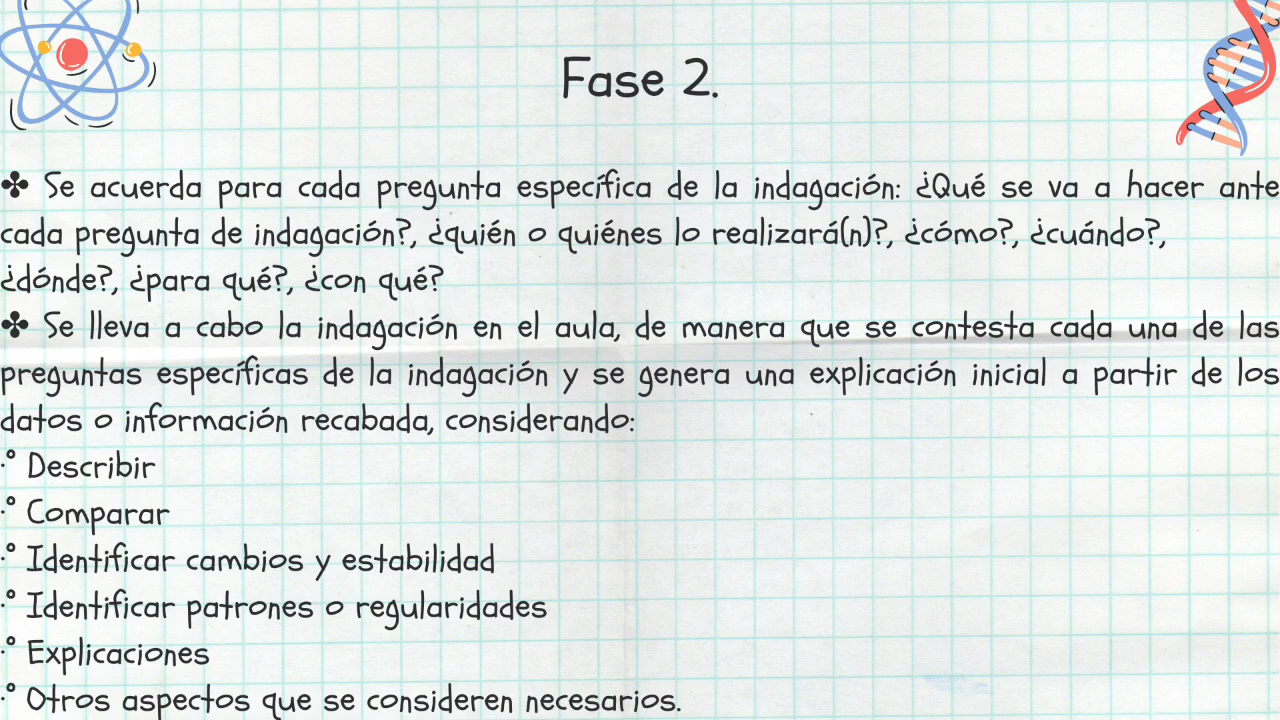 Fase 2.
✤ Se acuerda para cada pregunta específica de la indagación: ¿Qué se va a hacer ante
cada pregunta de indagación?, ¿quién o quiénes lo realizará(n)?, ¿cómo?, ¿cuándo?,
¿dónde?, ¿para qué?, ¿con qué?
✤ Se lleva a cabo la indagación en el aula, de manera que se contesta cada una de las
preguntas específicas de la indagación y se genera una explicación inicial a partir de los
datos o información recabada, considerando:
·° Describir
·° Comparar
·° Identificar cambios y estabilidad
·° Identificar patrones o regularidades
·° Explicaciones
·° Otros aspectos que se consideren necesarios.